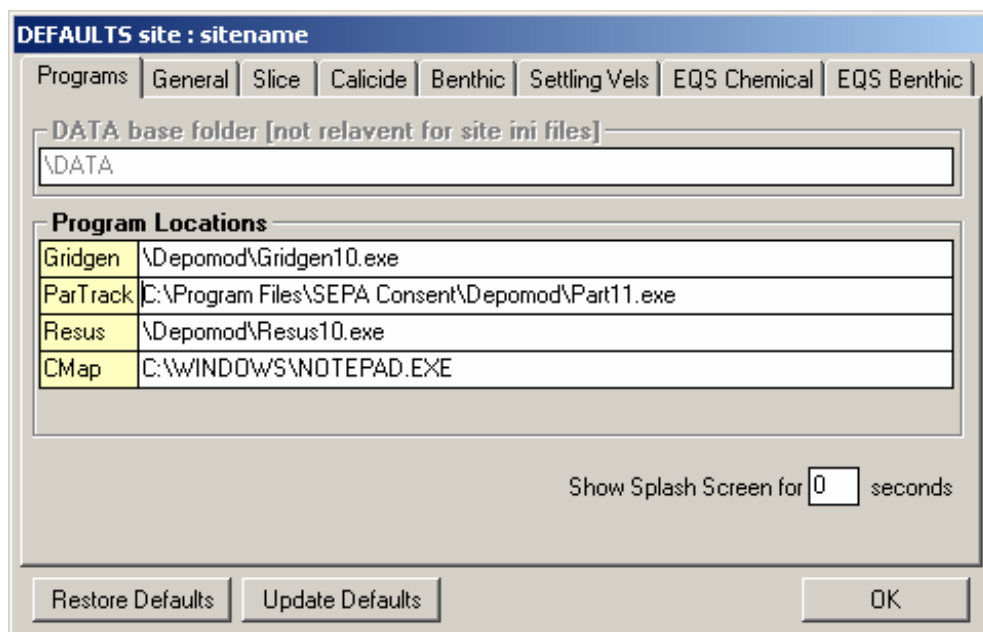 DEFAULTS site : sitename
Programs General Slice Calicide Benthic Settling Vels EQS Chemical EQS Benthic
DATA base folder [not relavent for site ini files]
\DATA
Program Locations
Gridgen \Depomod\Gridgen10.exe
ParTrack C:\Program Files\SEPA Consent\Depomod\Part11.exe
Resus \Depomod\Resus10.exe
CMap C:\WINDOWS\NOTEPAD.EXE
Show Splash Screen for 0 seconds
Restore Defaults Update Defaults OK